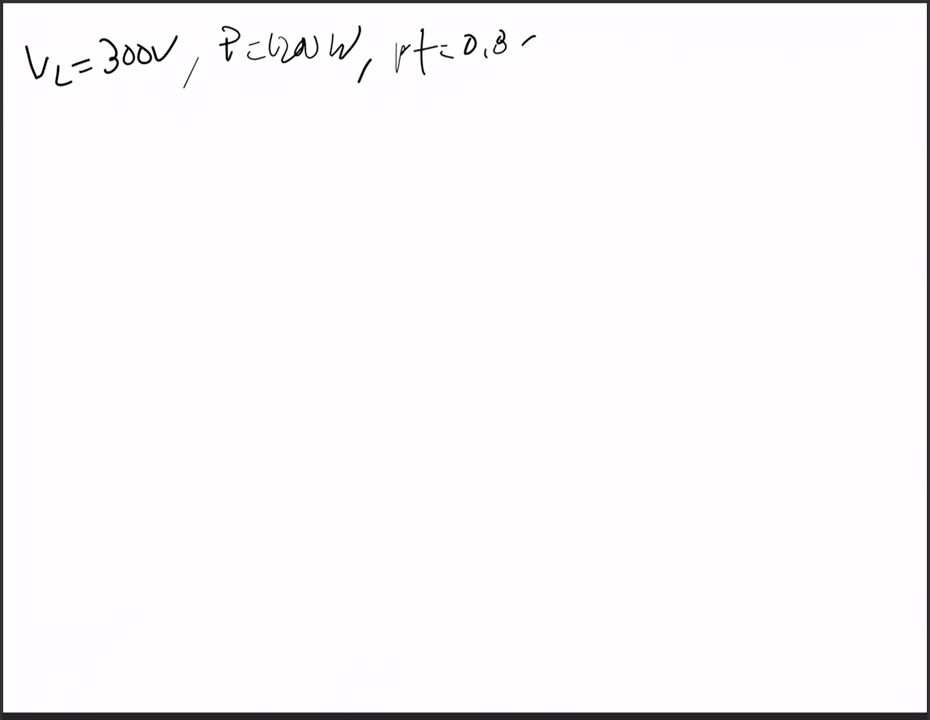 V_L = 300V, P = 1200 W, pf = 0.8